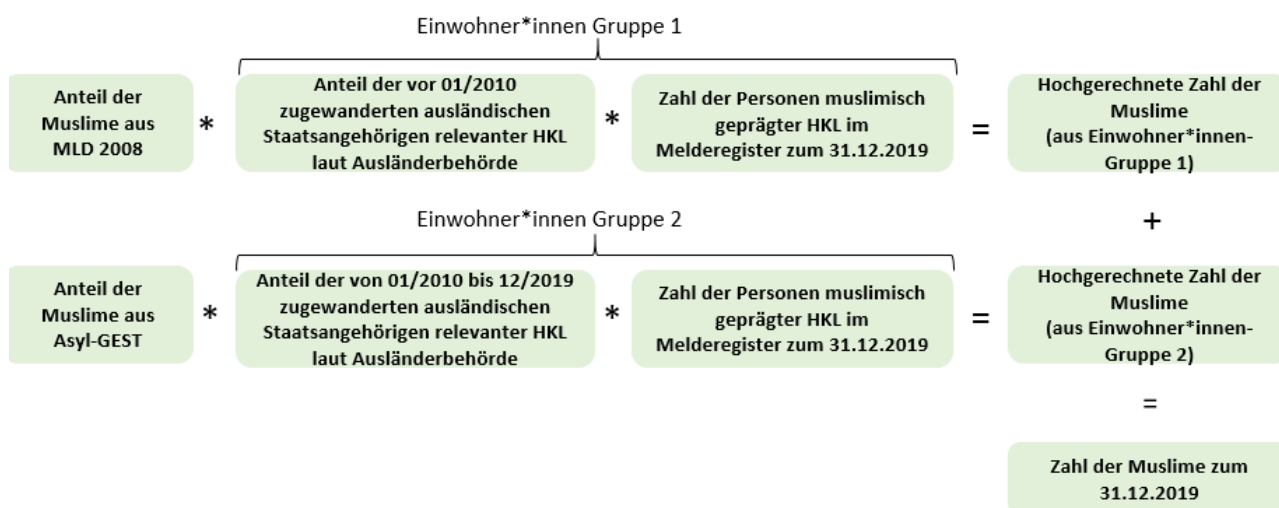 Einwohner*innen Gruppe 1
Anteil der
Muslime aus
MLD 2008
*
Anteil der vor 01/2010
zugewanderten ausländischen
Staatsangehörigen relevanter HKL
laut Ausländerbehörde
*
Zahl der Personen muslimisch
geprägter HKL im
Melderegister zum 31.12.2019
=
Hochgerechnete Zahl der
Muslime
(aus Einwohner*innen-
Gruppe 1)
+
Einwohner*innen Gruppe 2
Anteil der
Muslime aus
Asyl-GEST
*
Anteil der von 01/2010 bis 12/2019
zugewanderten ausländischen
Staatsangehörigen relevanter HKL
laut Ausländerbehörde
*
Zahl der Personen muslimisch
geprägter HKL im
Melderegister zum 31.12.2019
=
Hochgerechnete Zahl der
Muslime
(aus Einwohner*innen-
Gruppe 2)
=
Zahl der Muslime zum
31.12.2019